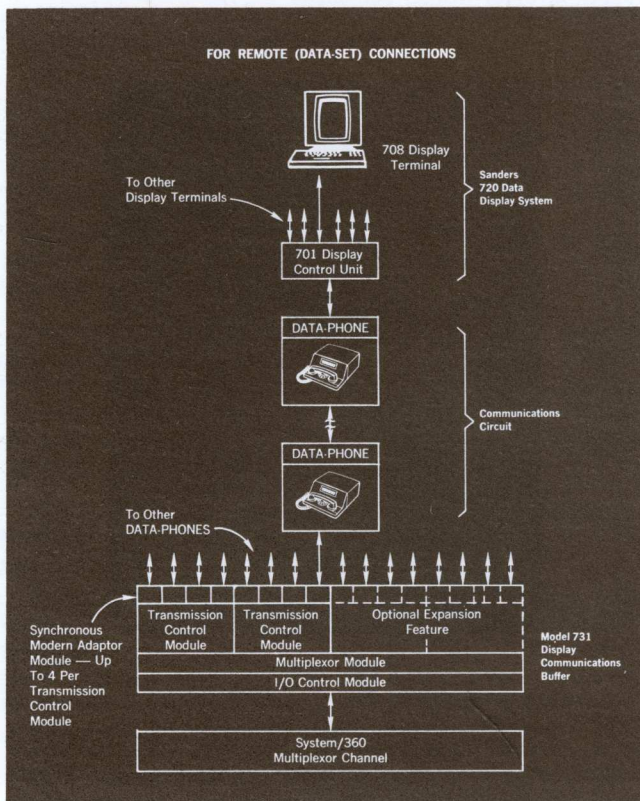 FOR REMOTE (DATA-SET) CONNECTIONS
708 Display
Terminal
To Other
Display Terminals
Sanders
720 Data
Display System
701 Display
Control Unit
DATA-PHONE
Communications
Circuit
DATA-PHONE
To Other
DATA-PHONES
Synchronous
Modern Adaptor
Module — Up
To 4 Per
Transmission
Control
Module
Transmission
Control
Module
Transmission
Control
Module
Optional Expansion
Feature
Multiplexor Module
I/O Control Module
Model 731
Display
Communications
Buffer
System/360
Multiplexor Channel